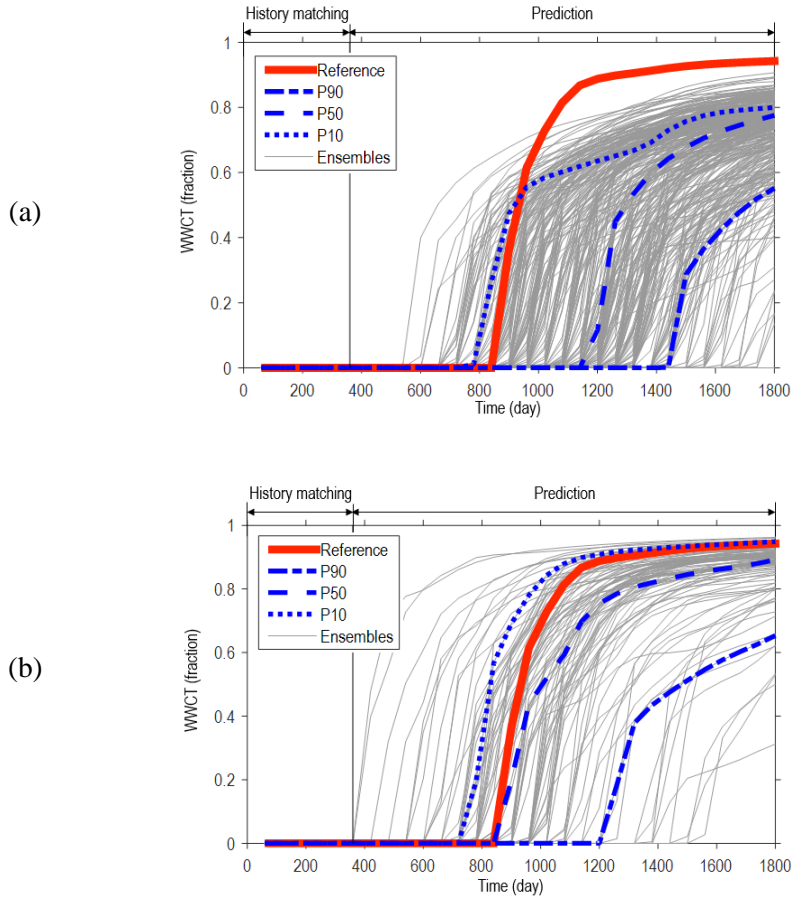 History matching Prediction
(a)
WWCT (fraction)
1
0.8
0.6
0.4
0.2
0
Reference
P90
P50
P10
Ensembles
0 200 400 600 800 1000 1200 1400 1600 1800
Time (day)
History matching Prediction
(b)
WWCT (fraction)
1
0.8
0.6
0.4
0.2
0
Reference
P90
P50
P10
Ensembles
0 200 400 600 800 1000 1200 1400 1600 1800
Time (day)